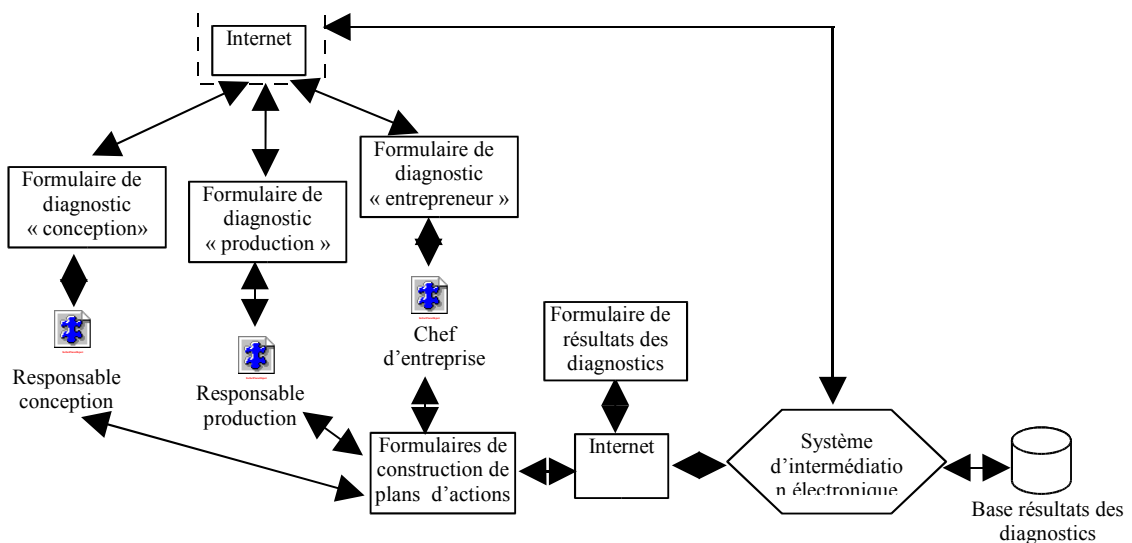 Internet
Formulaire de
diagnostic
« conception»
Formulaire de
diagnostic
« production »
Formulaire de
diagnostic
« entrepreneur »
Responsable
conception
Responsable
production
Chef
d’entreprise
Formulaire de
résultats des
diagnostics
Formulaires de
construction de
plans d’actions
Internet
Système
d’intermédiatio
n électronique
Base résultats des
diagnostics